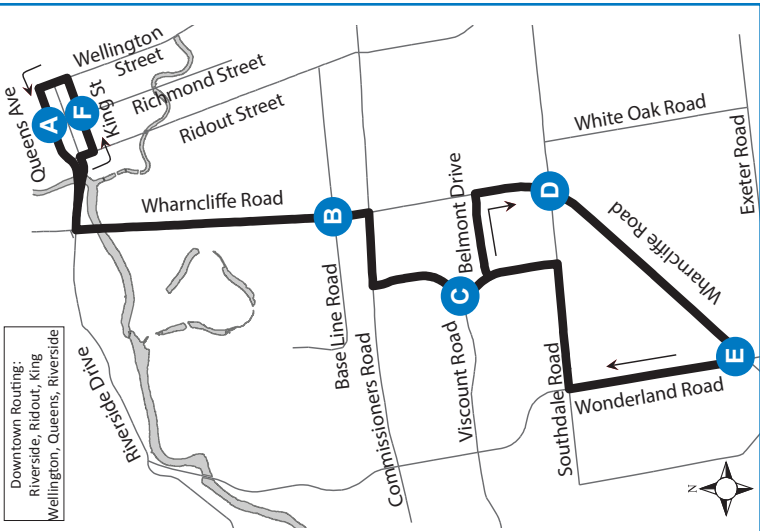 Wellington
Street
Queens Ave
King St
Richmond Street
Ridout Street
A
F
White Oak Road
Wharncliffe Road
Belmont Drive
B
D
Exeter Road
Base Line Road
C
Wharncliffe Road
Downtown Routing:
Riverside, Ridout, King
Wellington, Queens, Riverside
Riverside Drive
Commissioners Road
Viscount Road
Southdale Road
E
Wonderland Road
N